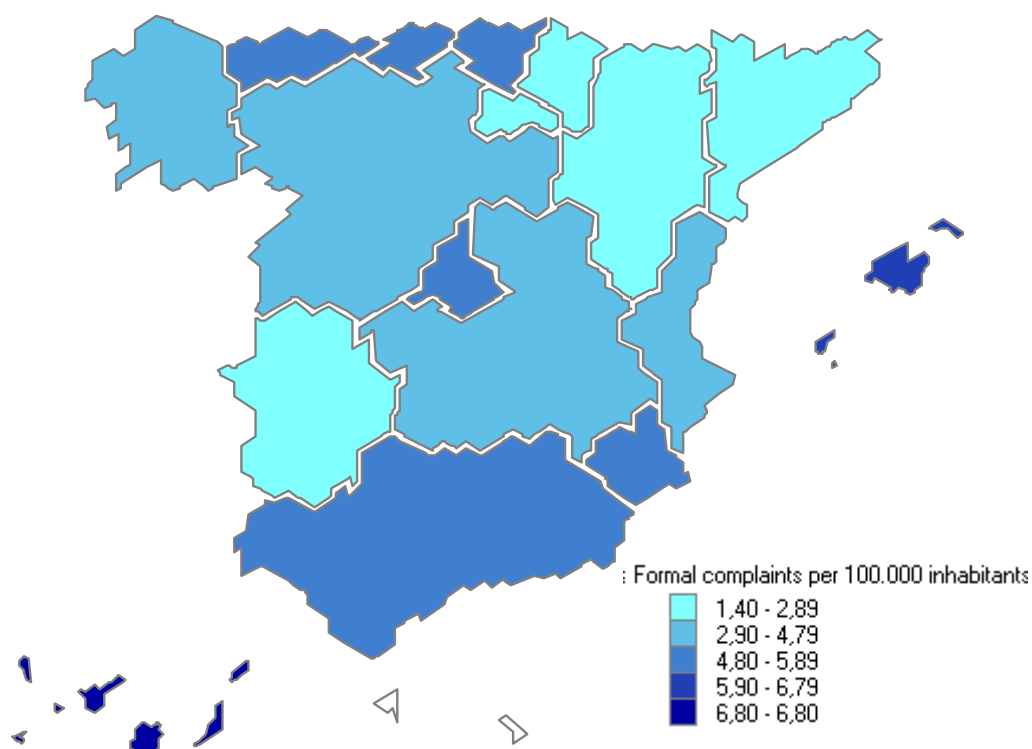 : Formal complaints per 100.000 inhabitants
1,40 - 2,89
2,90 - 4,79
4,80 - 5,89
5,90 - 6,79
6,80 - 6,80